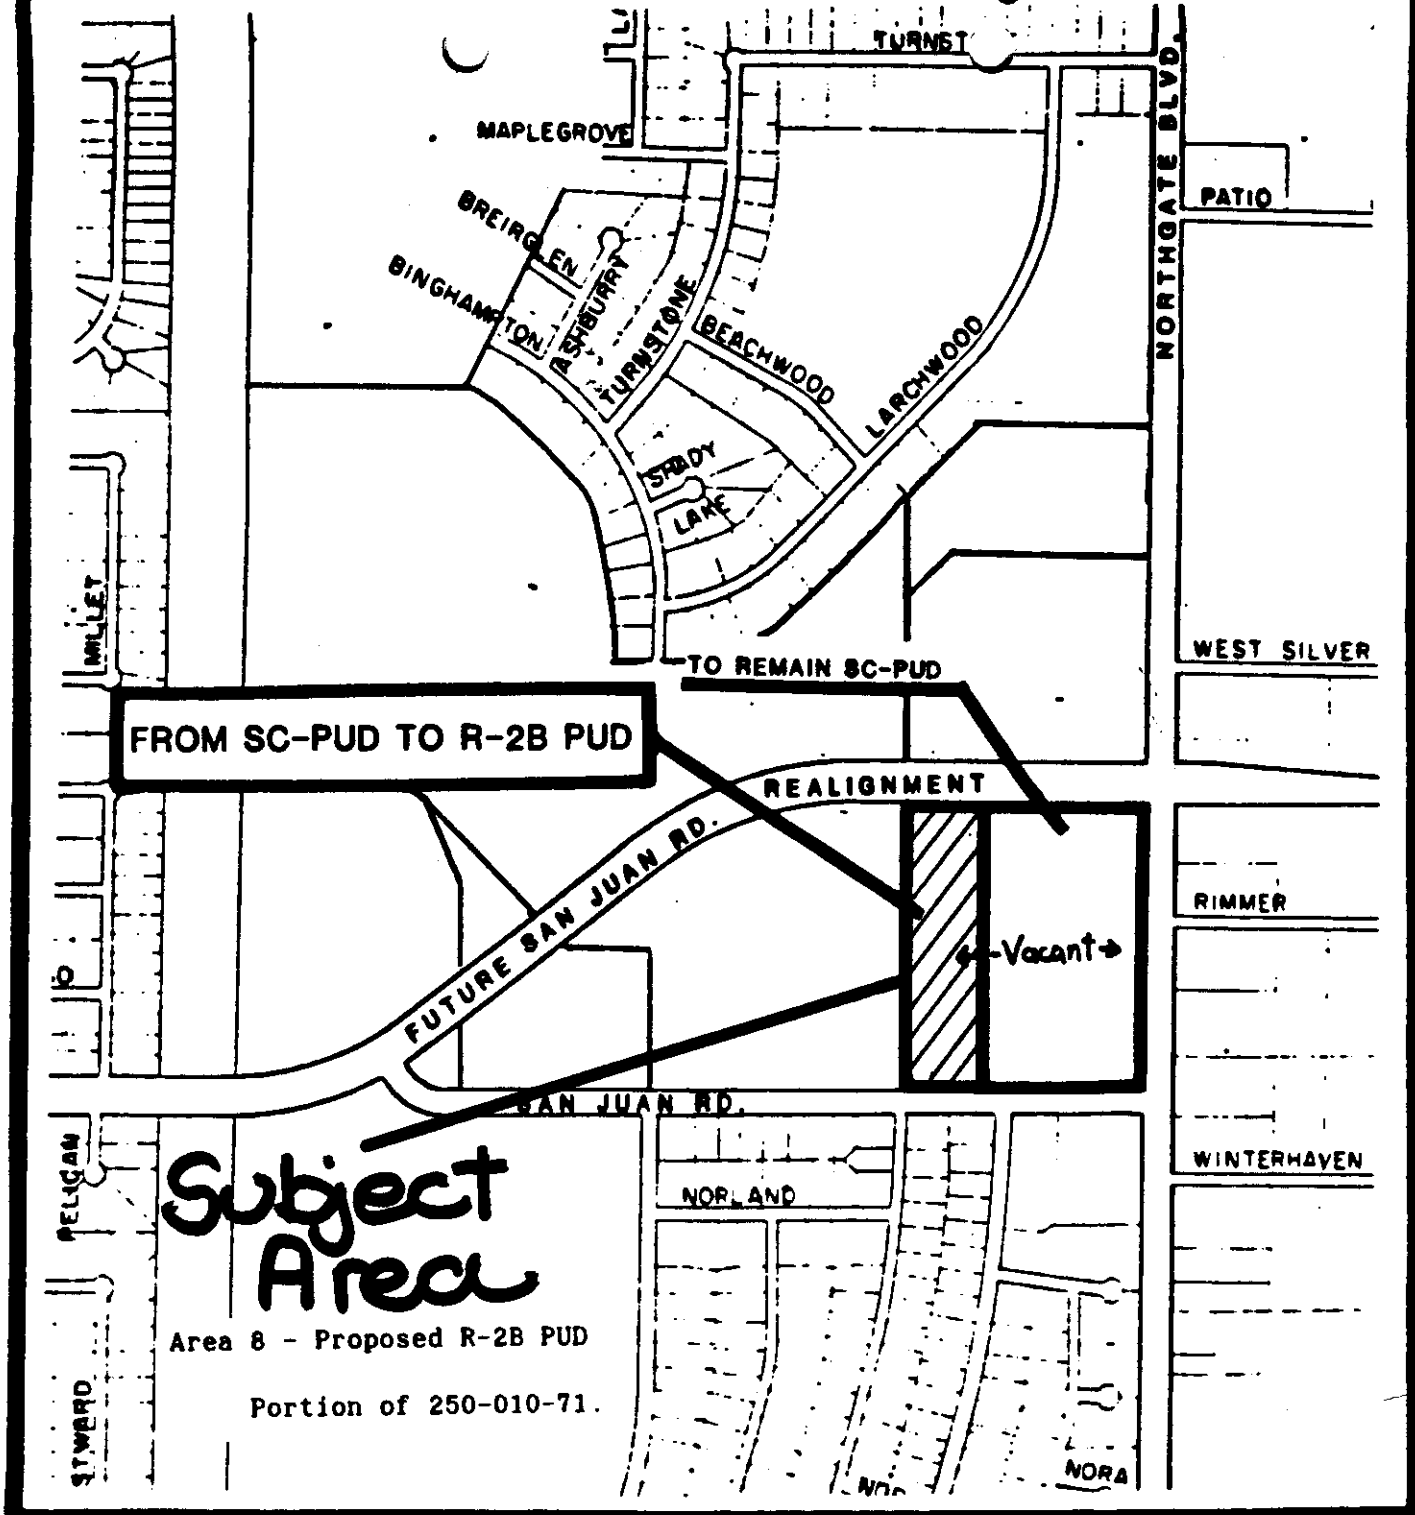 TURNST
NORTHGATE BLVD.
MAPLEGROVE
PATIO
BREIRGLEN
BINGHAMPTON
ASHBURRY
TURNSTONE
BEACHWOOD
LARCHWOOD
SHADY
LAKE
MILLET
WEST SILVER
TO REMAIN SC-PUD
FROM SC-PUD TO R-2B PUD
REALIGNMENT
FUTURE SAN JUAN RD.
RIMMER
Vacant
SAN JUAN RD.
PELICAN
WINTERHAVEN
NORLAND
Subject
Area
Area 8 - Proposed R-2B PUD
Portion of 250-010-71.
STWARD
NORA